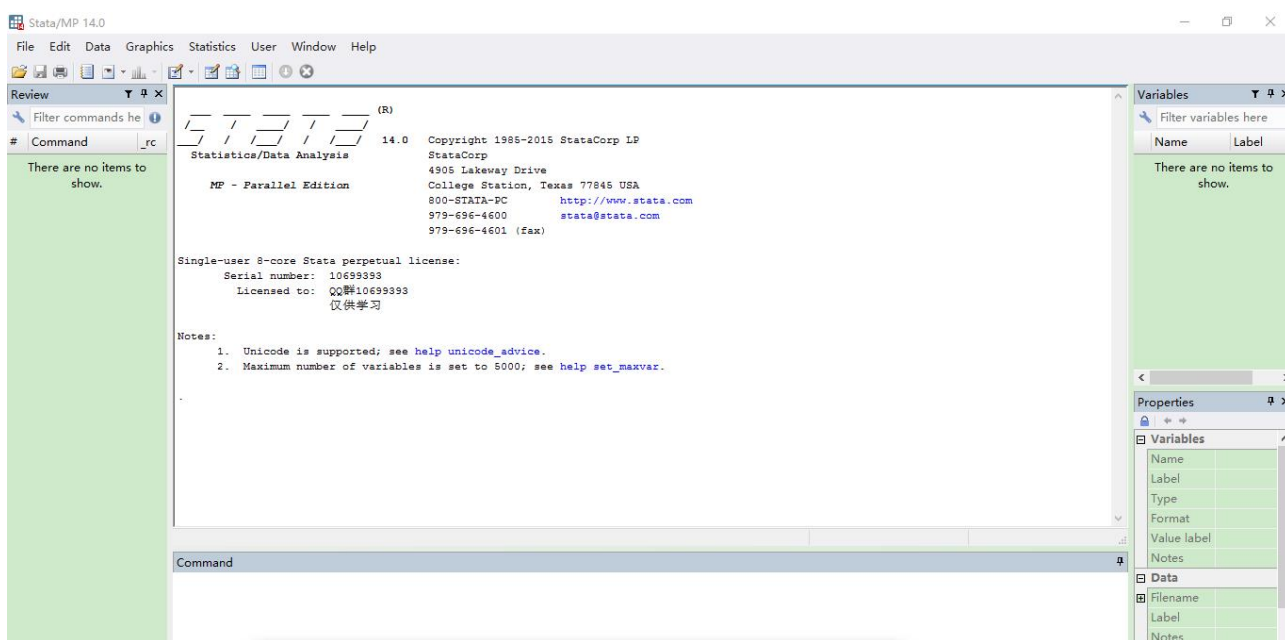 Stata/MP 14.0
File Edit Data Graphics Statistics User Window Help
Review
Filter commands he
# Command _rc
There are no items to
show.
(R)
14.0 Copyright 1985-2015 StataCorp LP
Statistics/Data Analysis StataCorp
4905 Lakeway Drive
MP - Parallel Edition College Station, Texas 77845 USA
800-STATA-PC http://www.stata.com
979-696-4600 stata@stata.com
979-696-4601 (fax)
Single-user 8-core Stata perpetual license:
Serial number: 10699393
Licensed to: QQ群10699393
仅供学习
Notes:
1. Unicode is supported; see help unicode_advice.
2. Maximum number of variables is set to 5000; see help set_maxvar.
.
Command
Variables
Filter variables here
Name Label
There are no items to
show.
Properties
Variables
Name
Label
Type
Format
Value label
Notes
Data
Filename
Label
Notes